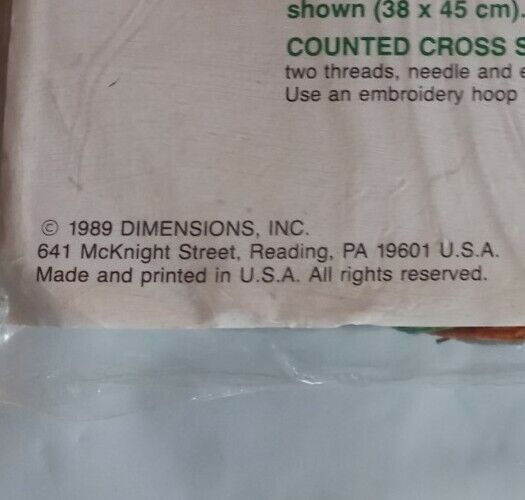 shown (38 x 45 cm).
COUNTED CROSS
two threads, needle and
Use an embroidery hoop
© 1989 DIMENSIONS, INC.
641 McKnight Street, Reading, PA 19601 U.S.A.
Made and printed in U.S.A. All rights reserved.